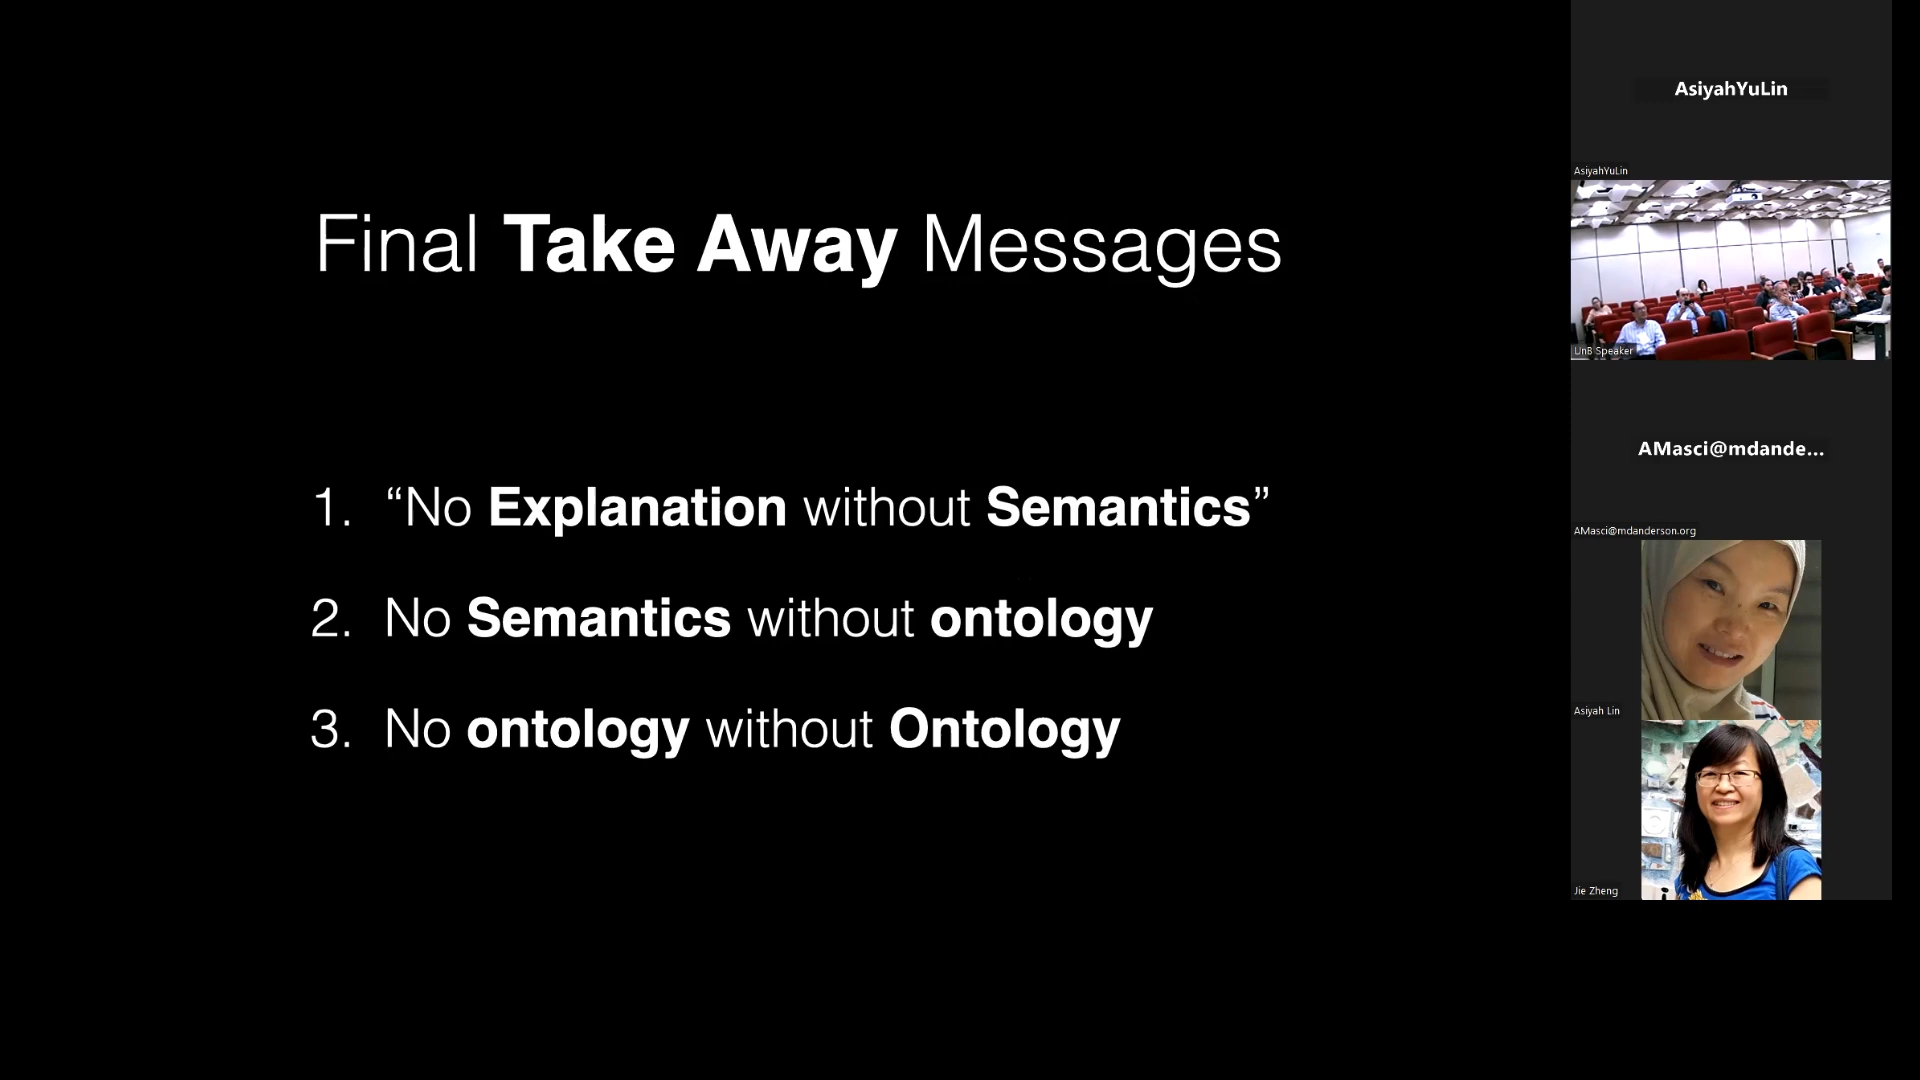 Final Take Away Messages
1. “No Explanation without Semantics”
2. No Semantics without ontology
3. No ontology without Ontology
AsiyahYuLin
AsiyahYuLin
UnB Speaker
AMasci@mdande...
AMasci@mdanderson.org
Asiyah Lin
Jie Zheng